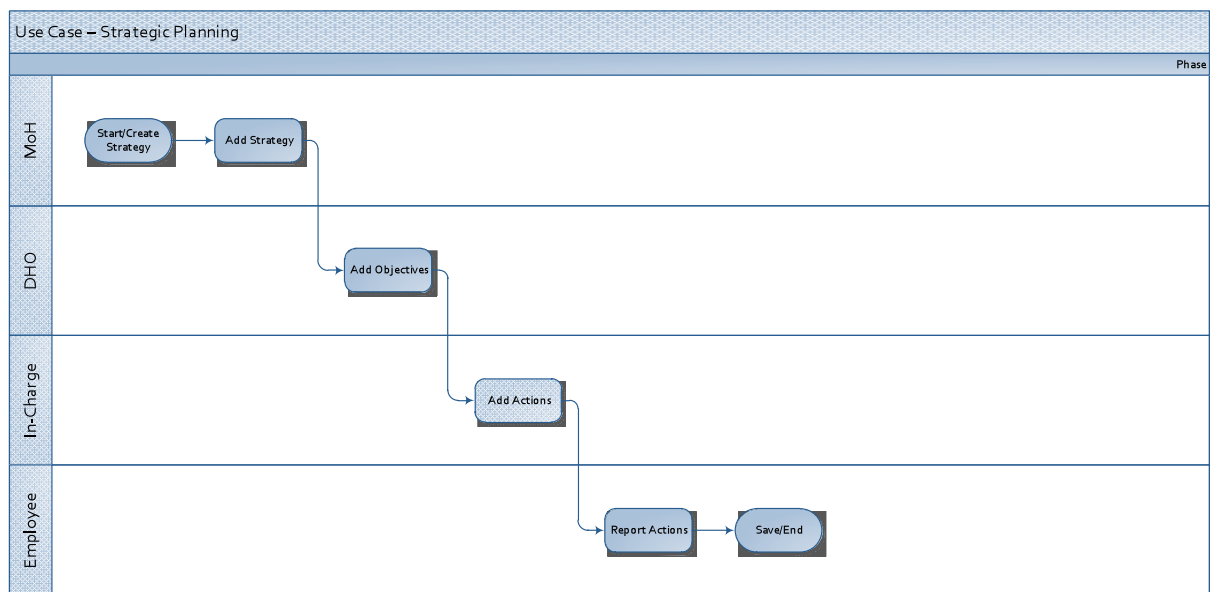 Use Case – Strategic Planning
Phase
MoH
Start/Create
Strategy
Add Strategy
DHO
Add Objectives
In-Charge
Add Actions
Employee
Report Actions
Save/End